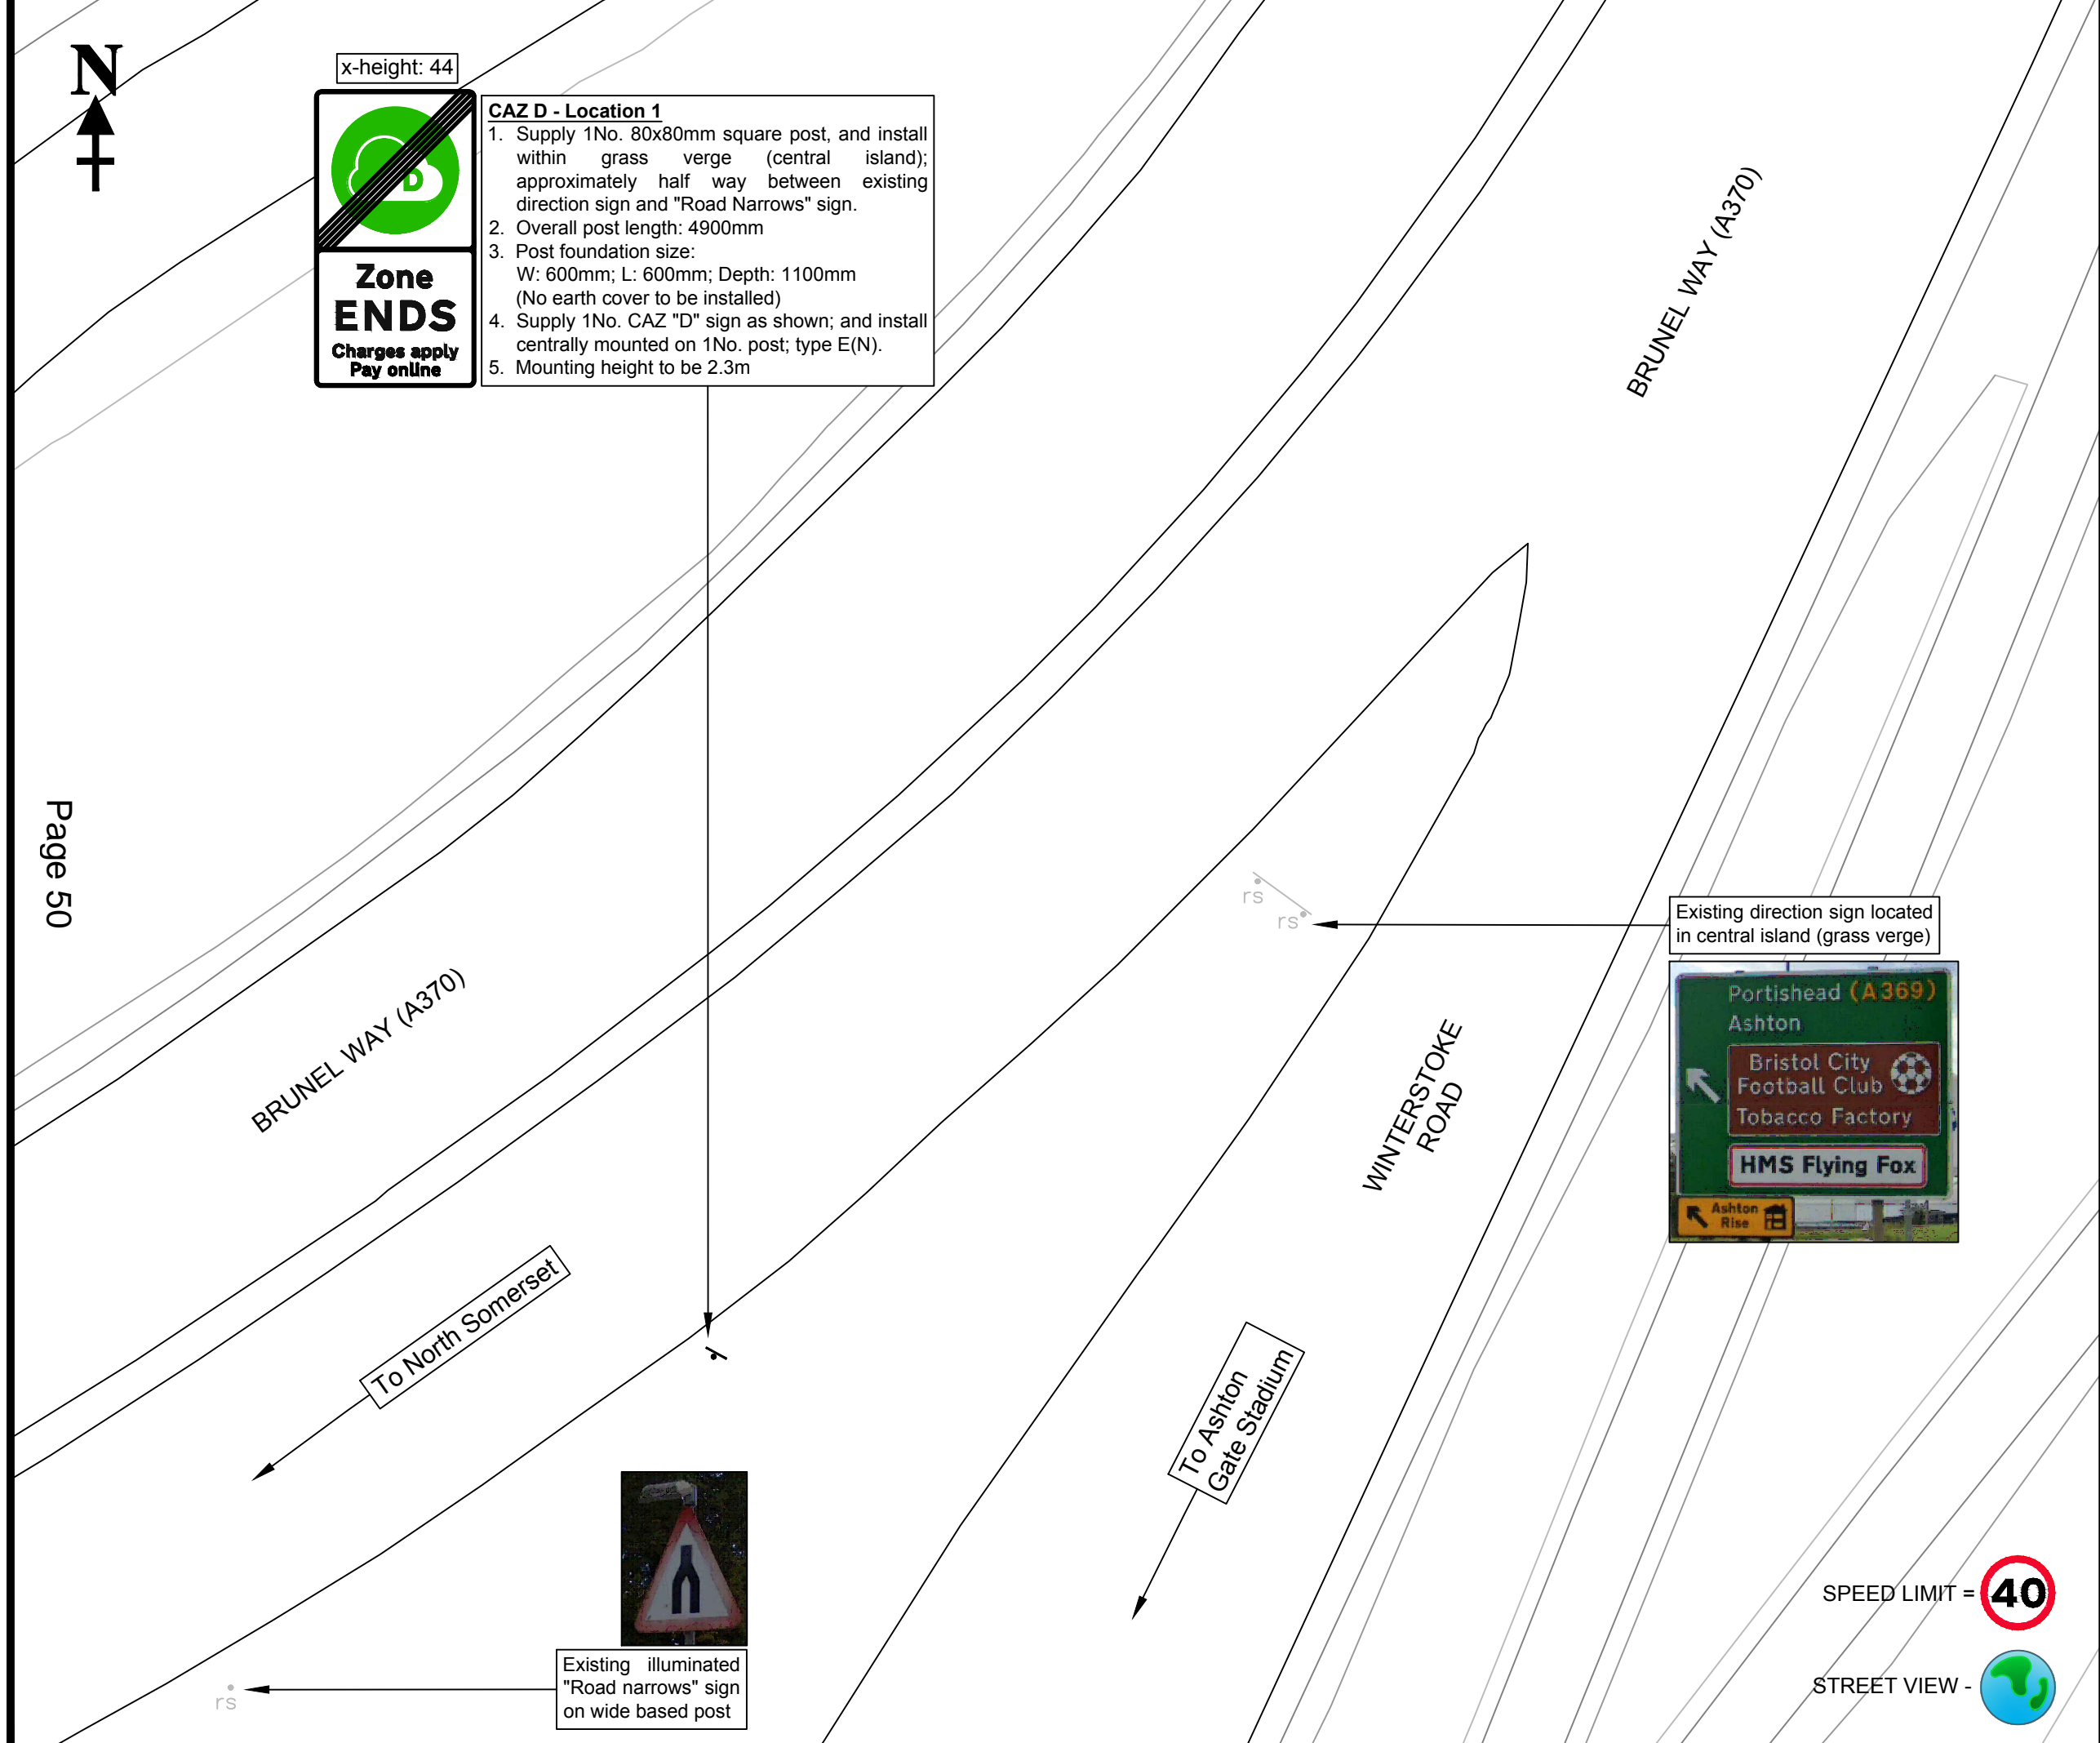 N
x-height: 44
D
Zone
ENDS
Charges apply
Pay online
CAZ D - Location 1
1. Supply 1No. 80x80mm square post, and install
within grass verge (central island);
approximately half way between existing
direction sign and "Road Narrows" sign.
2. Overall post length: 4900mm
3. Post foundation size:
W: 600mm; L: 600mm; Depth: 1100mm
(No earth cover to be installed)
4. Supply 1No. CAZ "D" sign as shown; and install
centrally mounted on 1No. post; type E(N).
5. Mounting height to be 2.3m
BRUNEL WAY (A370)
Page 50
rs
rs
Existing direction sign located
in central island (grass verge)
Portishead (A369)
Ashton
Bristol City
Football Club
Tobacco Factory
HMS Flying Fox
Ashton
Rise
BRUNEL WAY (A370)
WINTERSTOKE
ROAD
To North Somerset
To Ashton
Gate Stadium
Existing illuminated
"Road narrows" sign
on wide based post
rs
SPEED LIMIT = 40
STREET VIEW -